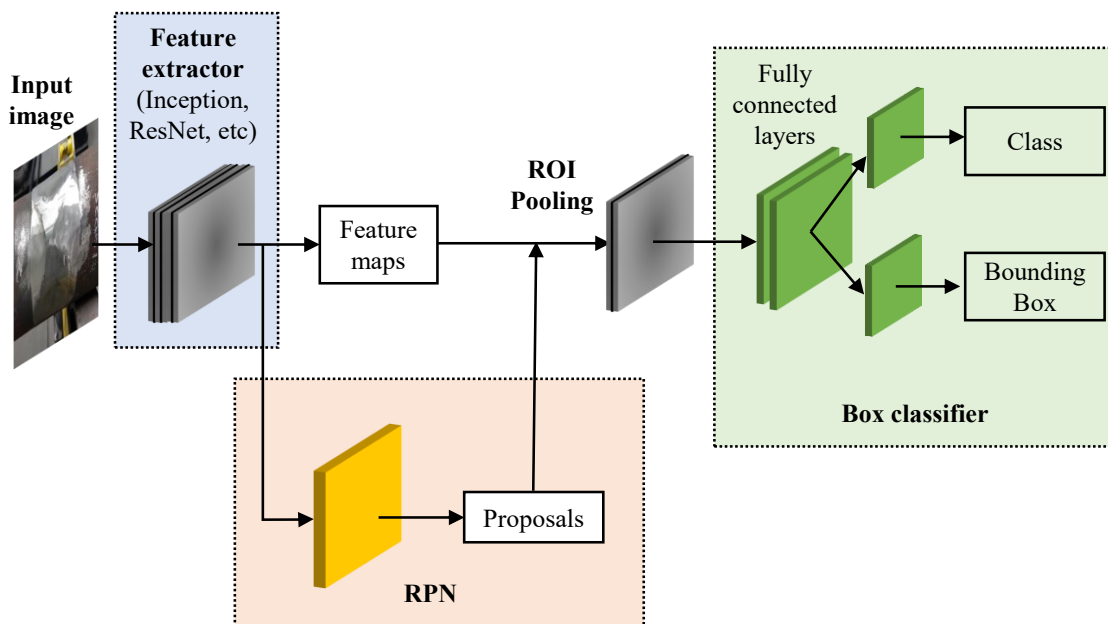 Input
image
Feature
extractor
(Inception,
ResNet, etc)
Feature
maps
ROI
Pooling
Fully
connected
layers
Class
Bounding
Box
Box classifier
Proposals
RPN